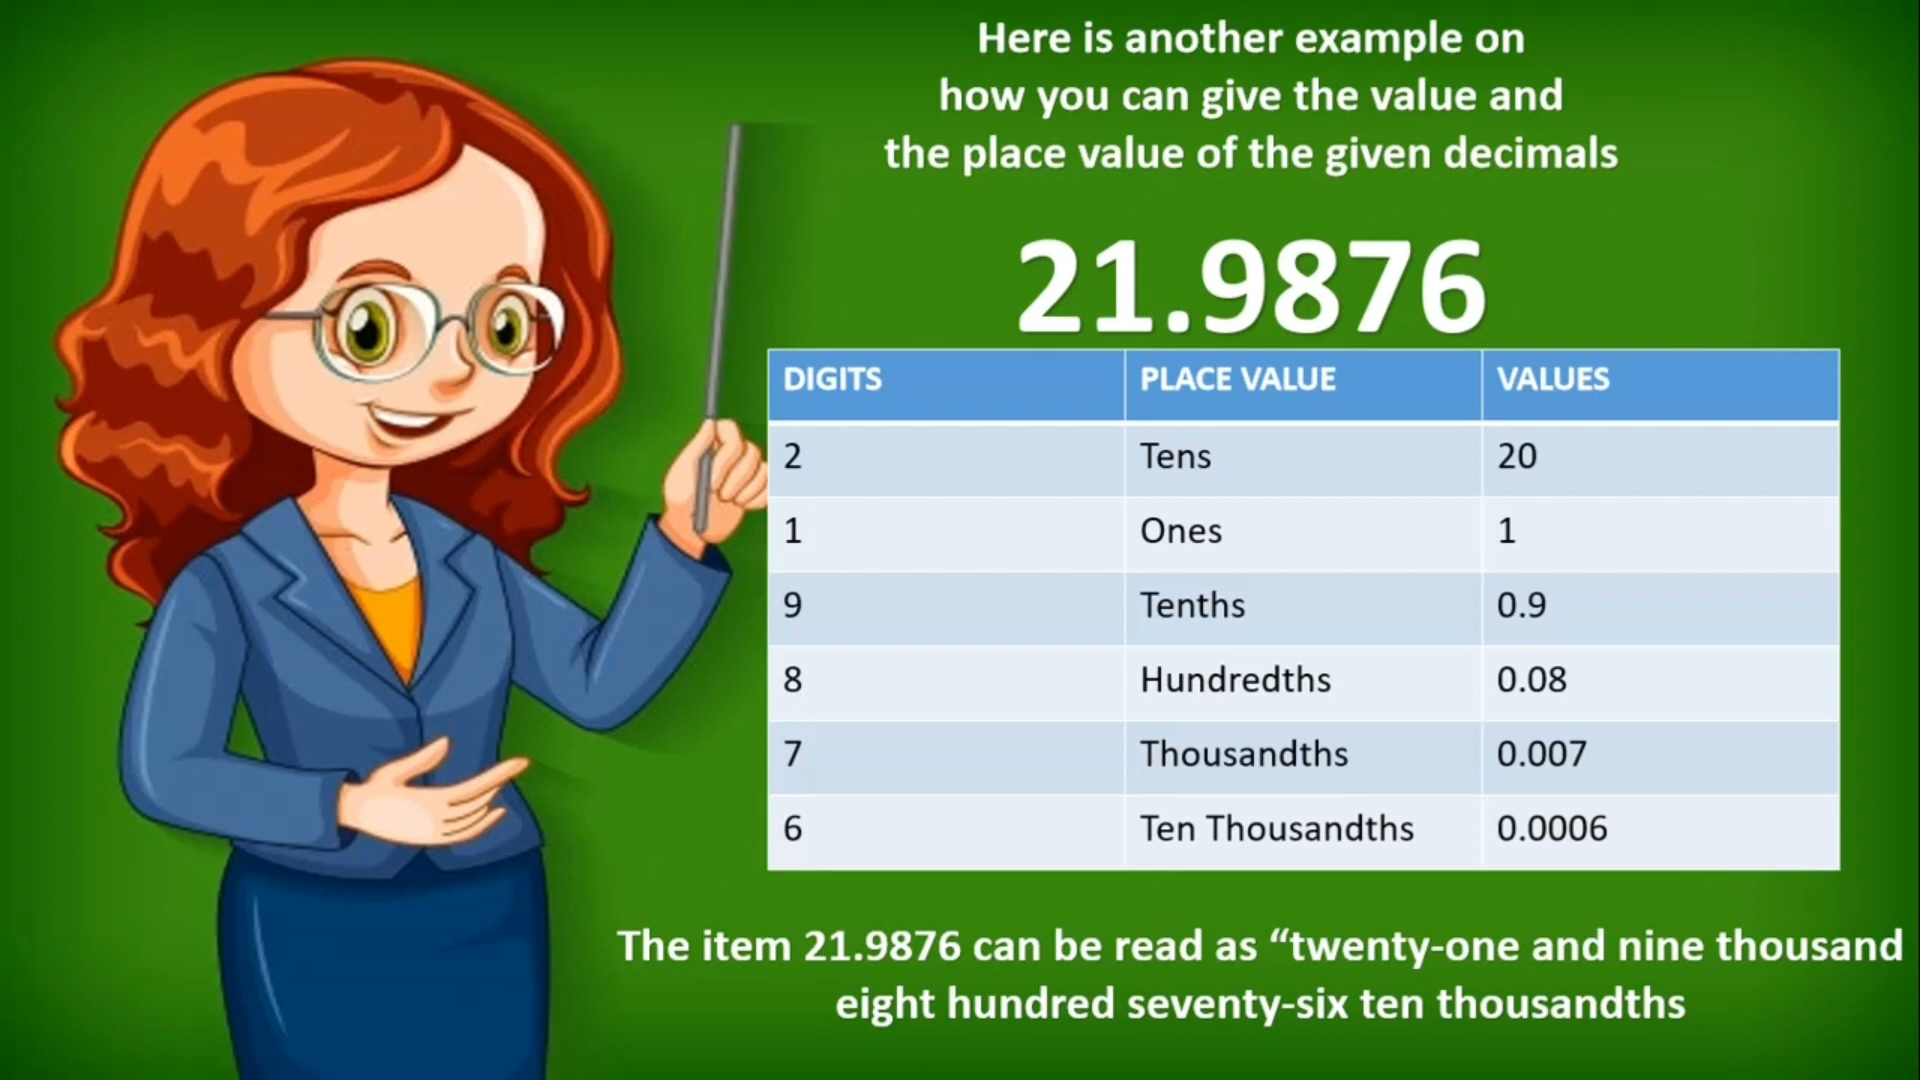 Here is another example on
how you can give the value and
the place value of the given decimals
21.9876
DIGITS PLACE VALUE VALUES
2 Tens 20
1 Ones 1
9 Tenths 0.9
8 Hundredths 0.08
7 Thousandths 0.007
6 Ten Thousandths 0.0006
The item 21.9876 can be read as “twenty-one and nine thousand
eight hundred seventy-six ten thousandths